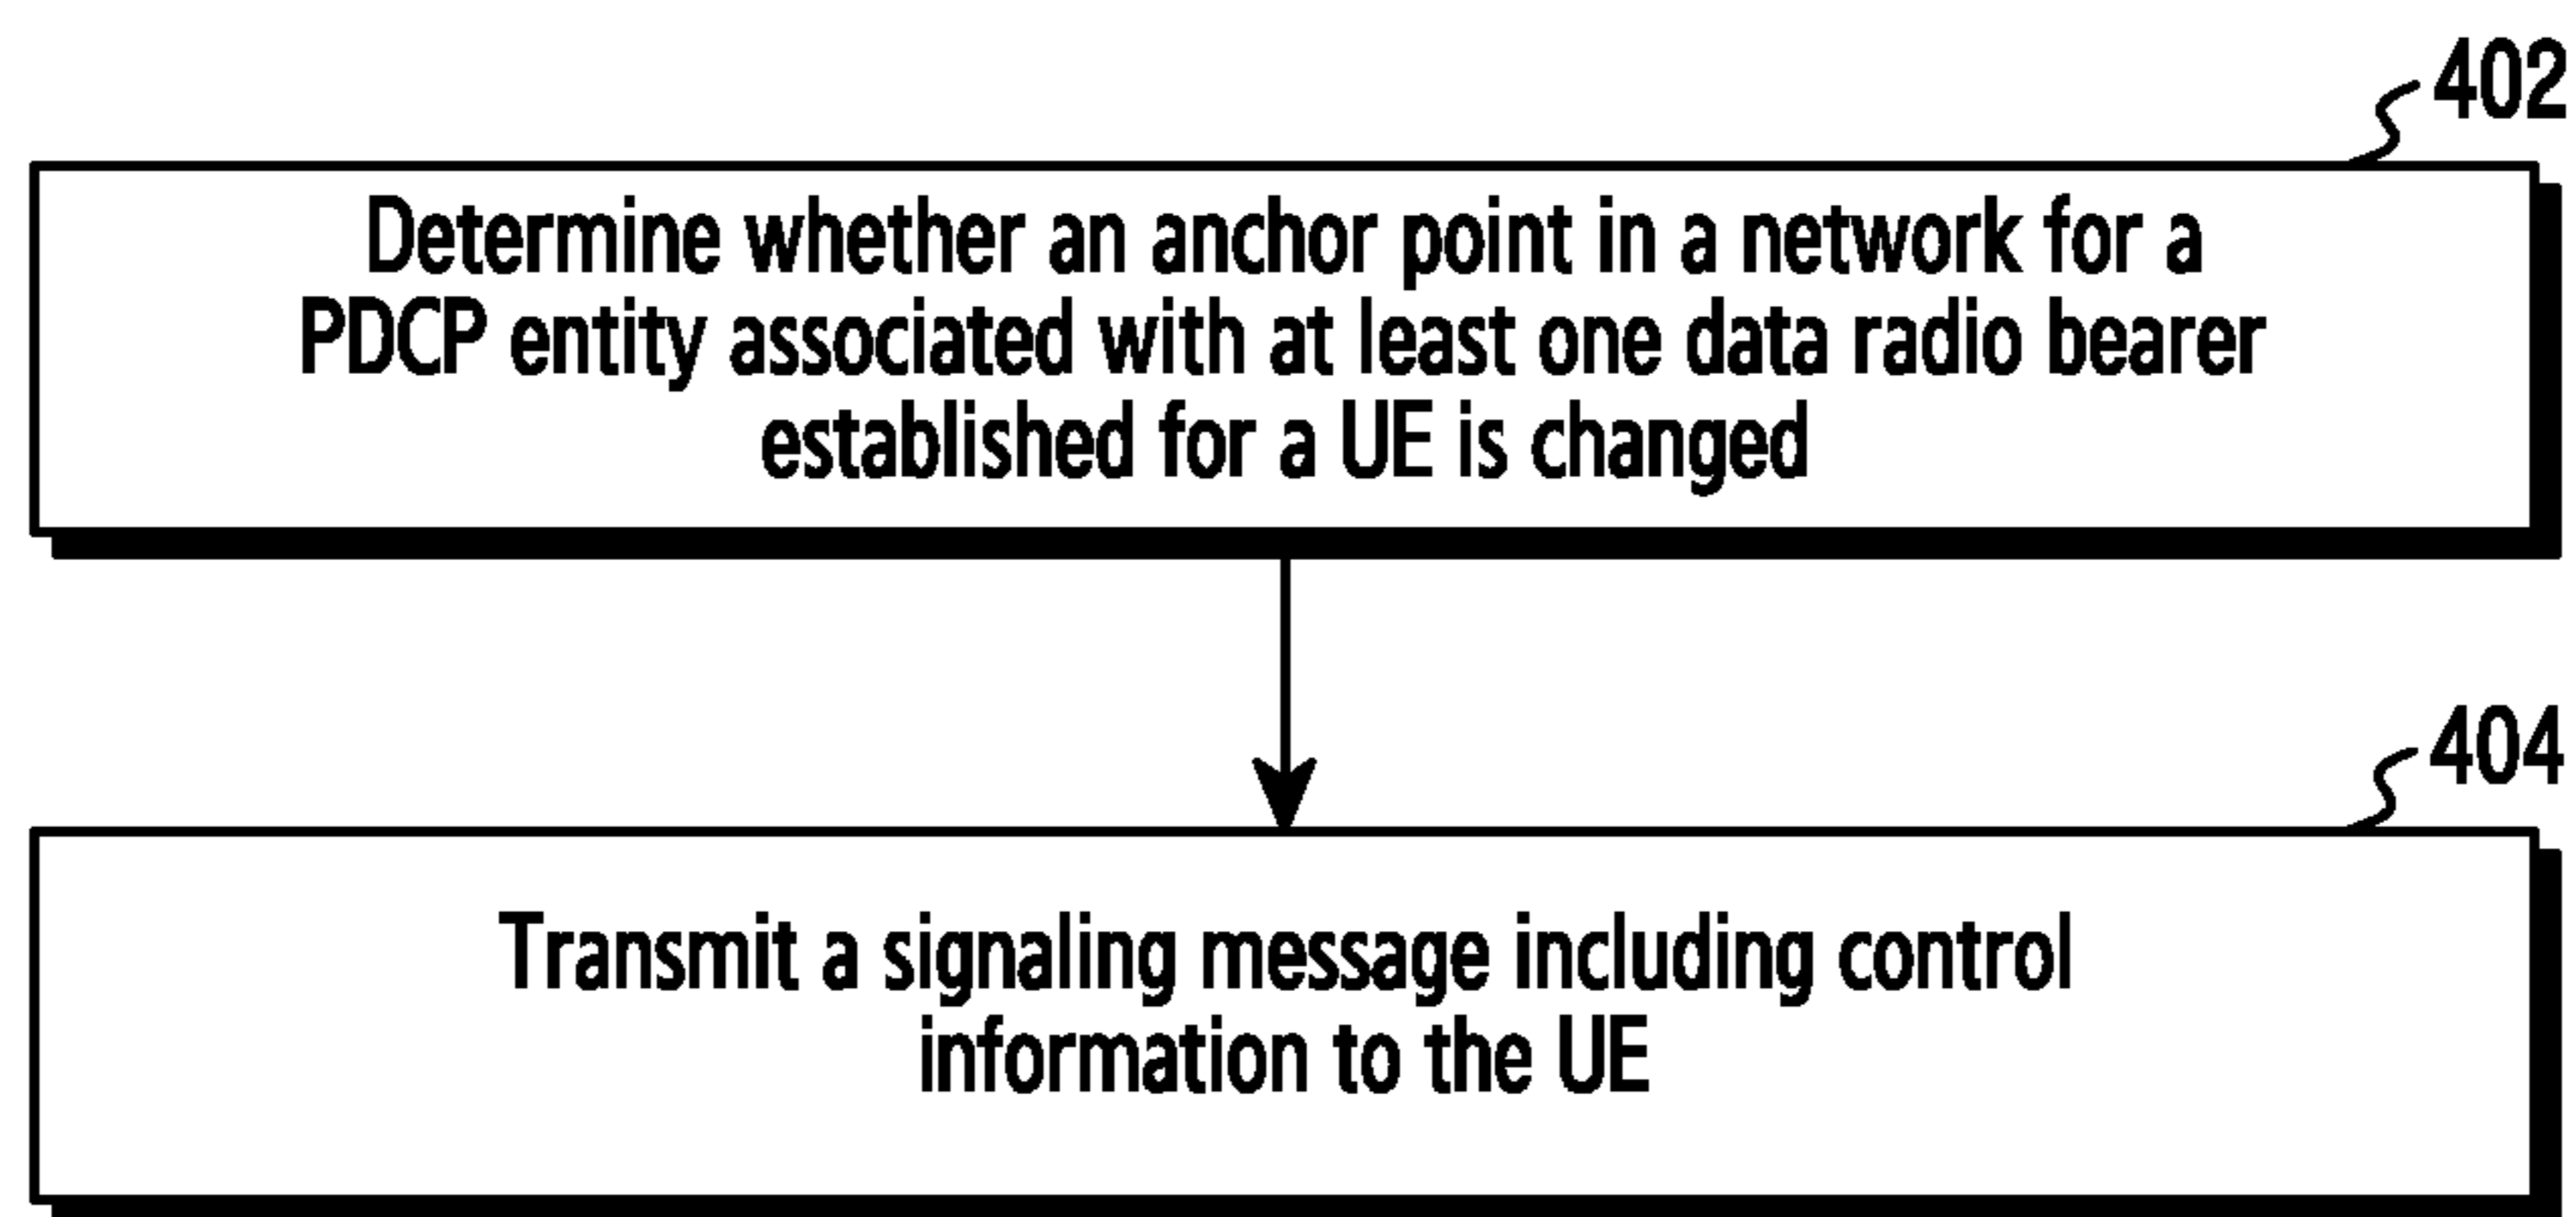 402
Determine whether an anchor point in a network for a
PDCP entity associated with at least one data radio bearer
established for a UE is changed
404
Transmit a signaling message including control
information to the UE